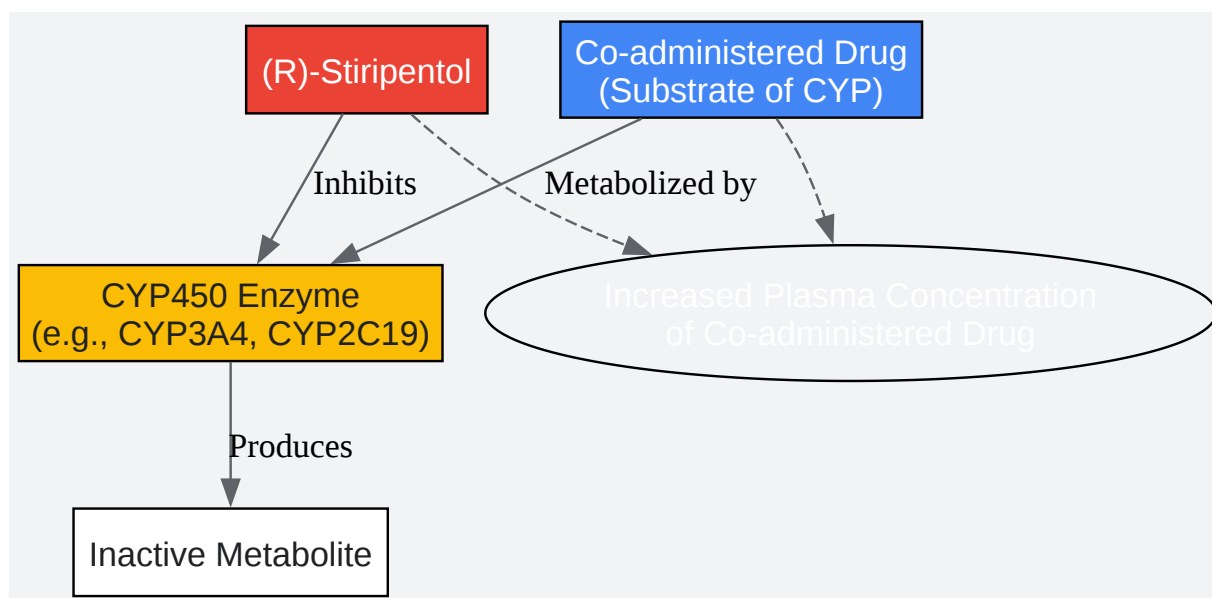 (R)-Stiripentol
Co-administered Drug
(Substrate of CYP)
Inhibits
Metabolized by
CYP450 Enzyme
(e.g., CYP3A4, CYP2C19)
Increased Plasma Concentration
of Co-administered Drug
Produces
Inactive Metabolite